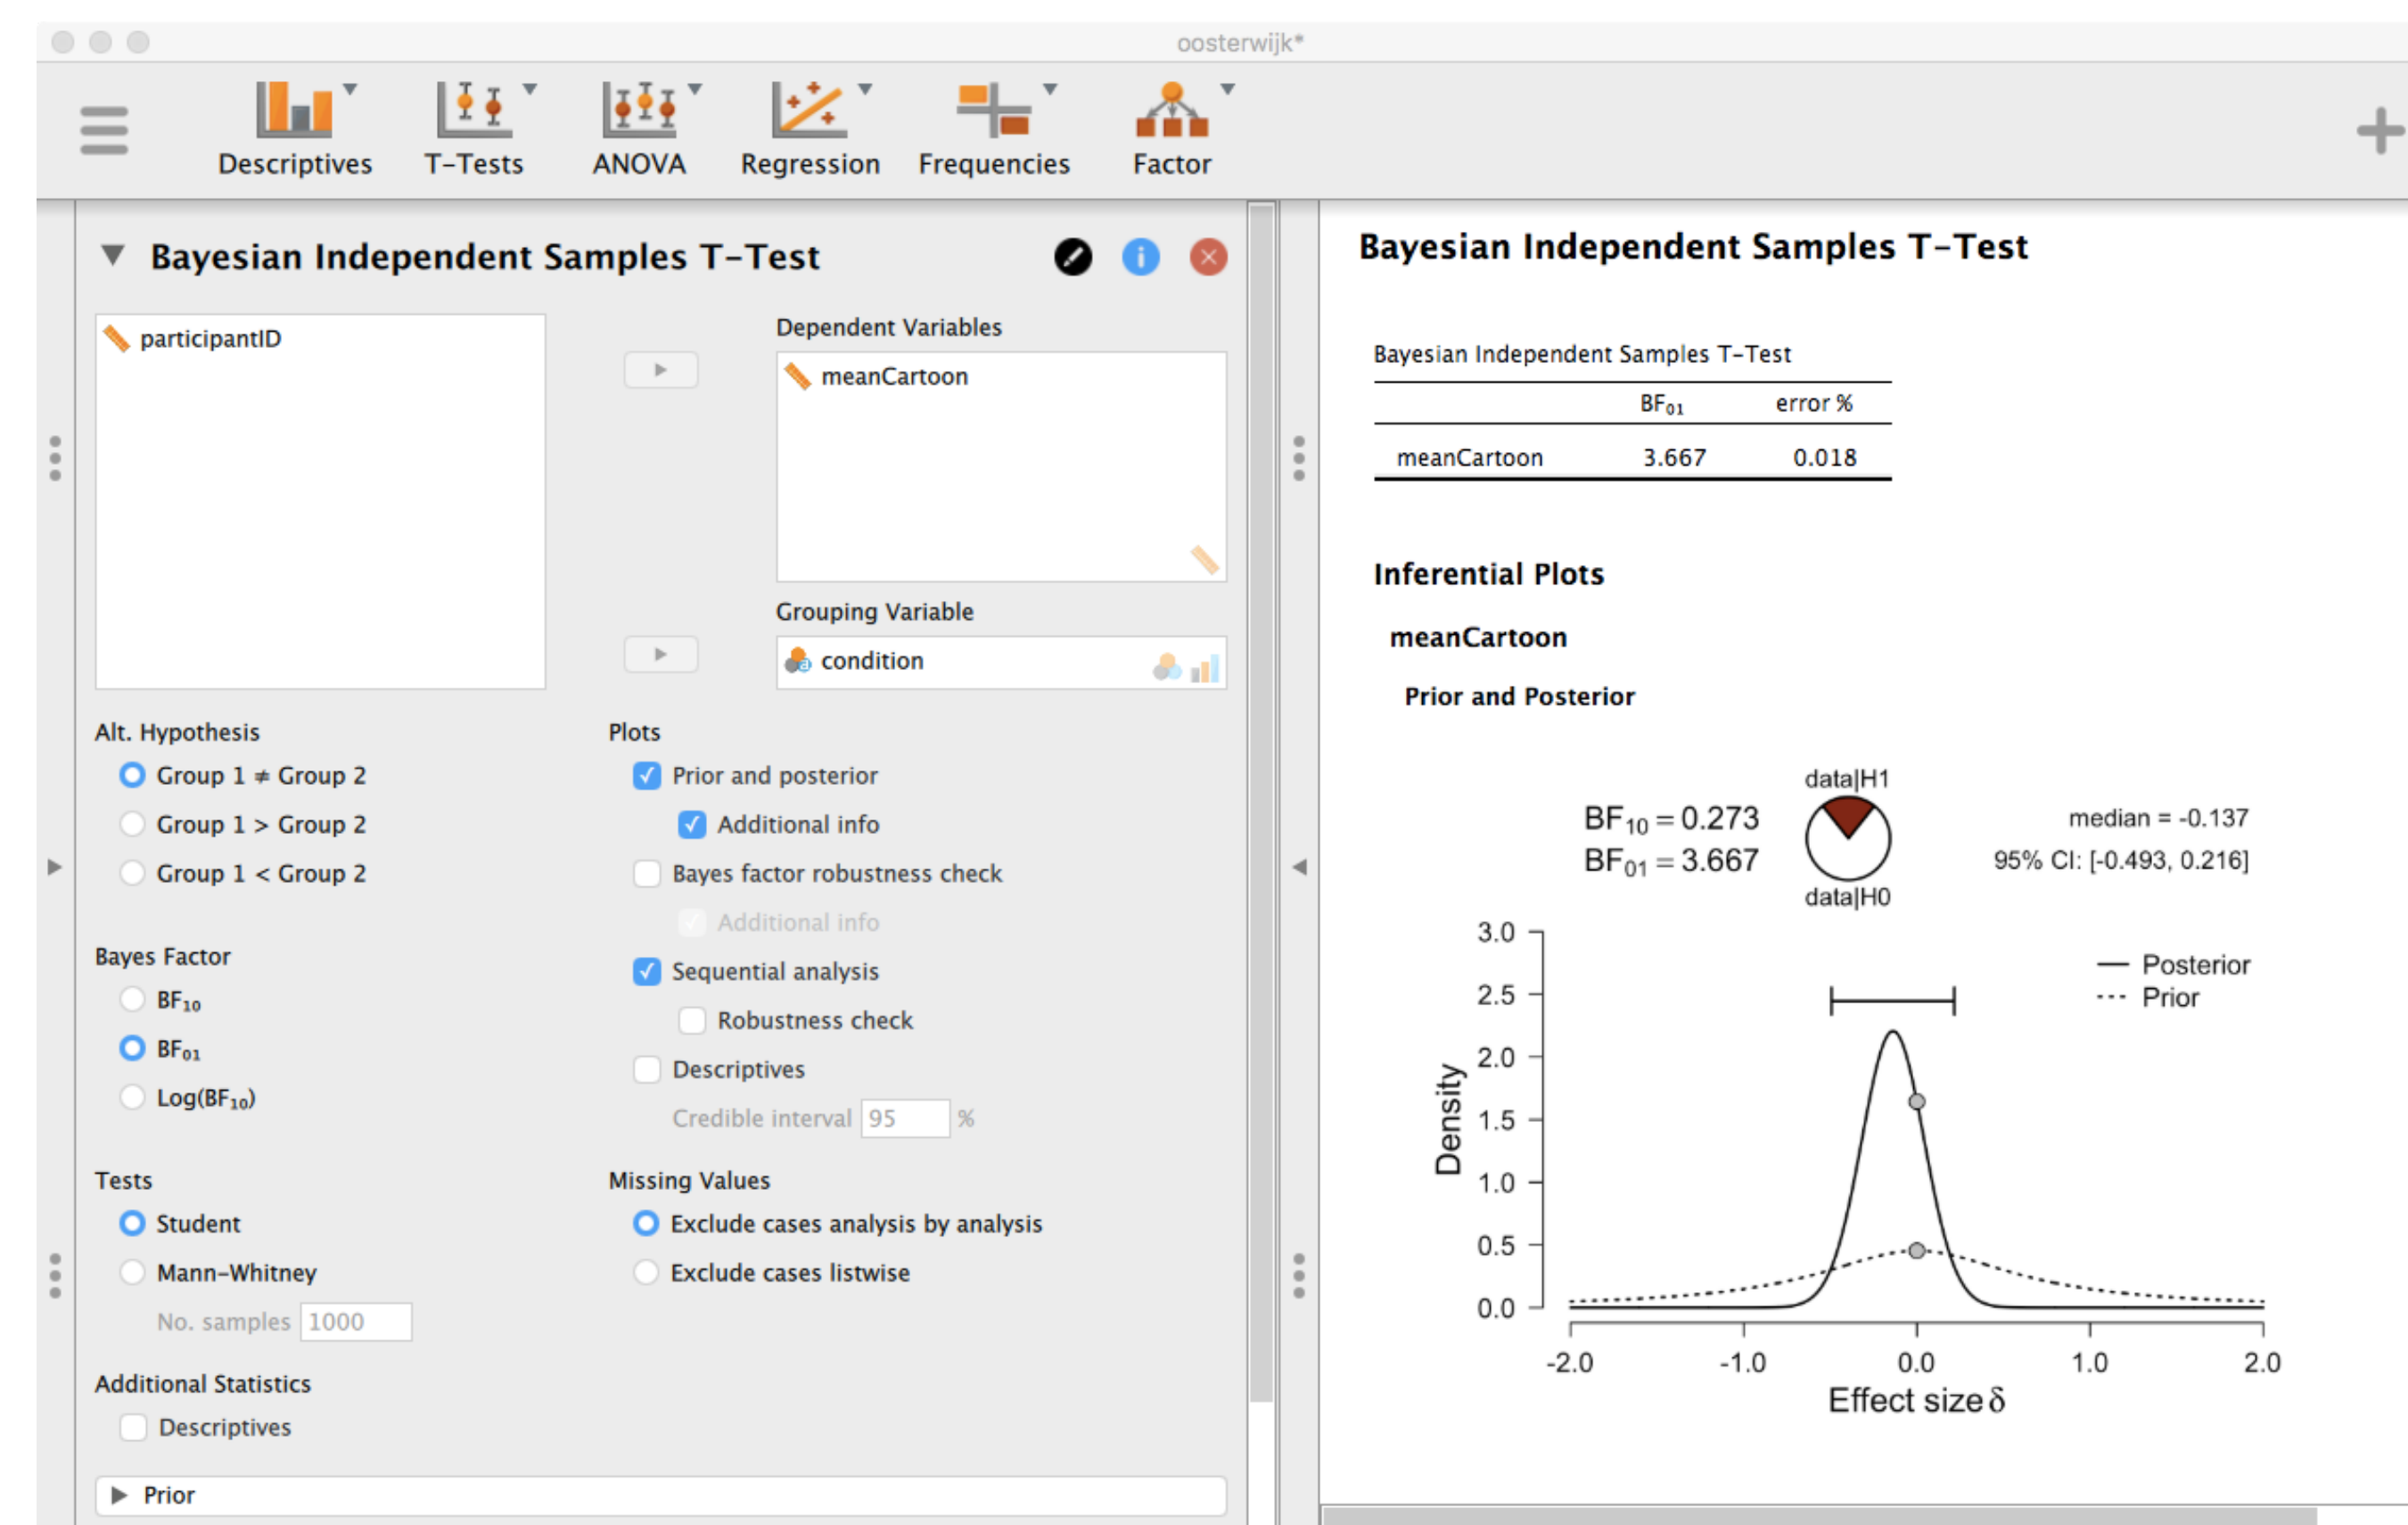 oosterwijk*
Descriptives T-Tests ANOVA Regression Frequencies Factor
Bayesian Independent Samples T-Test
participantID
Dependent Variables
meanCartoon
Grouping Variable
condition
Alt. Hypothesis
Group 1 ≠ Group 2
Group 1 > Group 2
Group 1 < Group 2
Bayes Factor
BF₁₀
BF₀₁
Log(BF₁₀)
Tests
Student
Mann-Whitney
No. samples 1000
Additional Statistics
Descriptives
Plots
Prior and posterior
Additional info
Bayes factor robustness check
Additional info
Sequential analysis
Robustness check
Descriptives
Credible interval 95 %
Missing Values
Exclude cases analysis by analysis
Exclude cases listwise
Prior
Bayesian Independent Samples T-Test
Bayesian Independent Samples T-Test
BF₀₁ error %
meanCartoon 3.667 0.018
Inferential Plots
meanCartoon
Prior and Posterior
data|H1
BF₁₀ = 0.273
BF₀₁ = 3.667
data|H0
median = -0.137
95% CI: [-0.493, 0.216]
Posterior
Prior
3.0
2.5
2.0
1.5
1.0
0.5
0.0
Density
-2.0 -1.0 0.0 1.0 2.0
Effect size δ